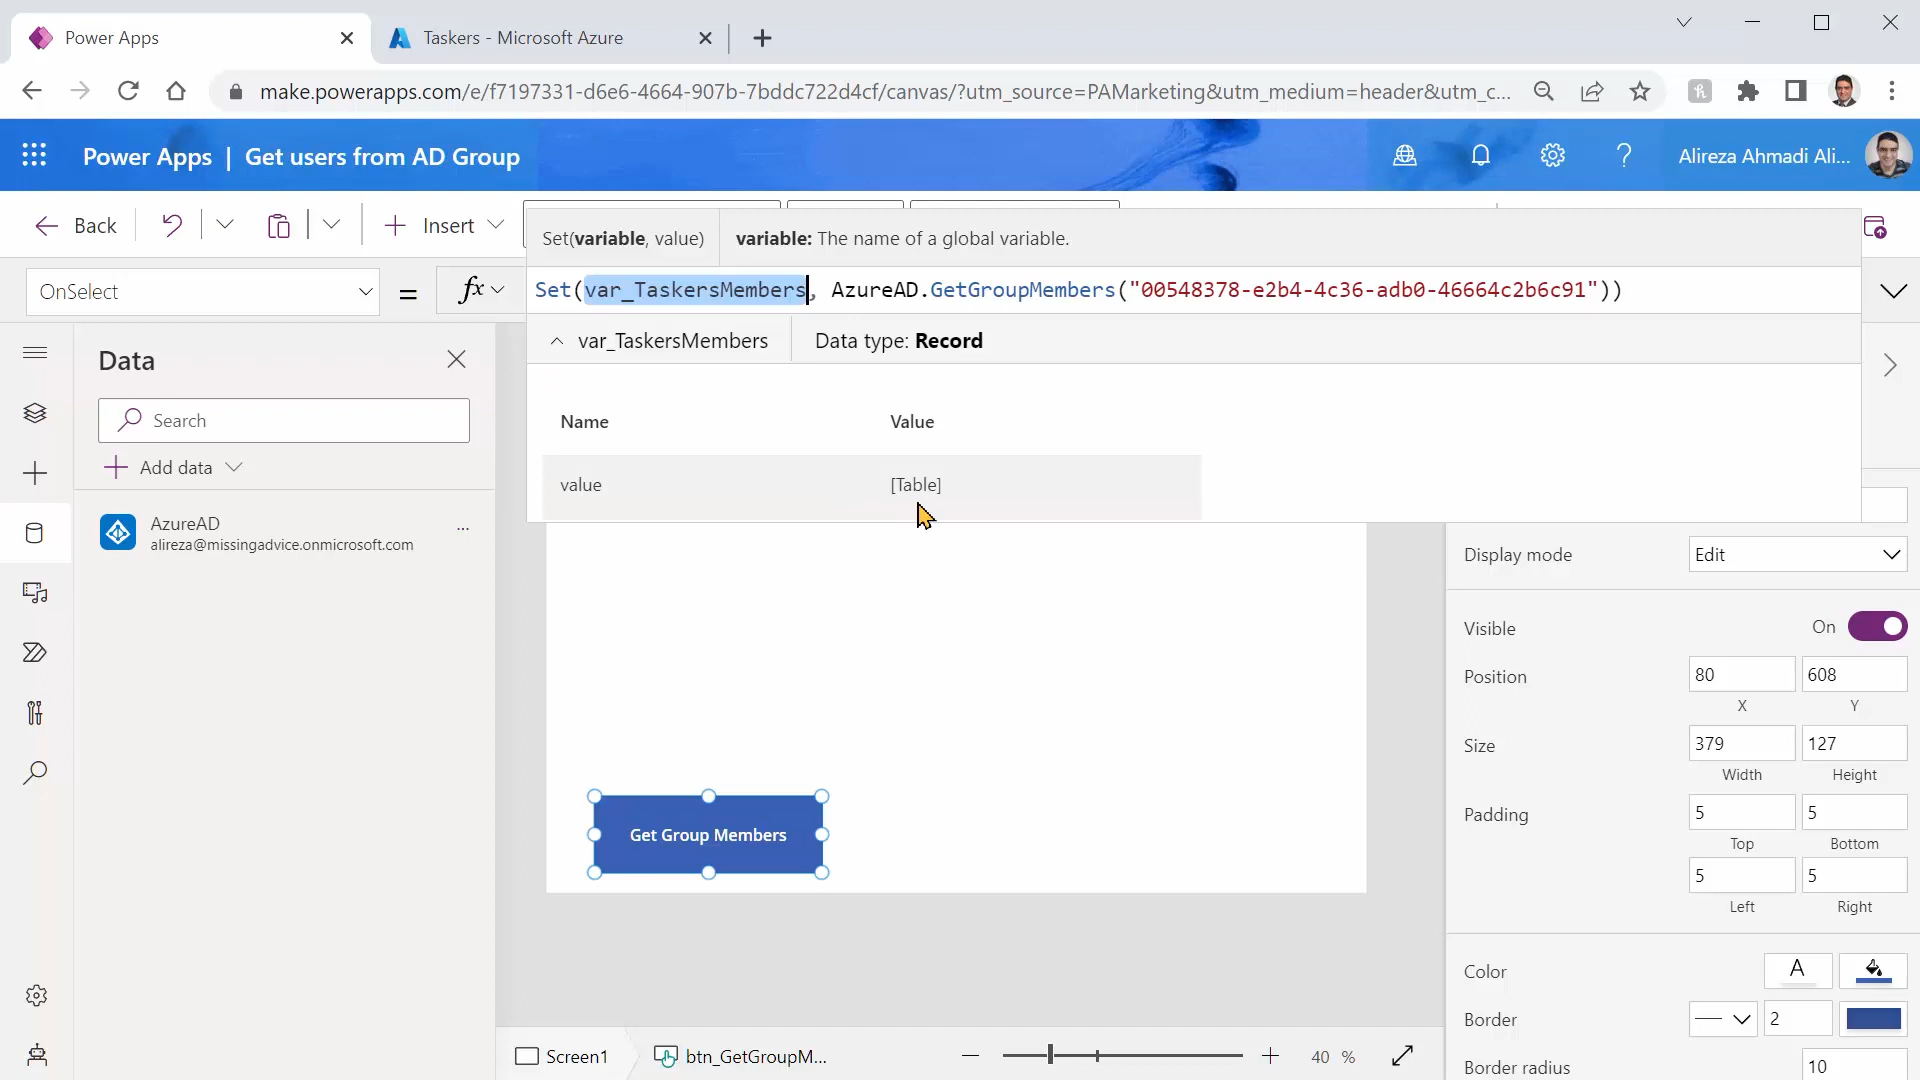 Power Apps
Taskers - Microsoft Azure
make.powerapps.com/e/f7197331-d6e6-4664-907b-7bddc722d4cf/canvas/?utm_source=PAMarketing&utm_medium=header&utm_c...
Power Apps | Get users from AD Group
Alireza Ahmadi Ali...
Back
Insert
Set(variable, value)
variable: The name of a global variable.
OnSelect
=
fx
Set(var_TaskersMembers, AzureAD.GetGroupMembers("00548378-e2b4-4c36-adb0-46664c2b6c91"))
var_TaskersMembers
Data type: Record
Data
Search
Add data
AzureAD
alireza@missingadvice.onmicrosoft.com
...
Name
Value
value
[Table]
Get Group Members
Display mode
Edit
Visible
On
Position
80
608
X
Y
Size
379
127
Width
Height
Padding
5
5
Top
Bottom
5
5
Left
Right
Color
A
Border
2
Border radius
10
Screen1
btn_GetGroupM...
40 %